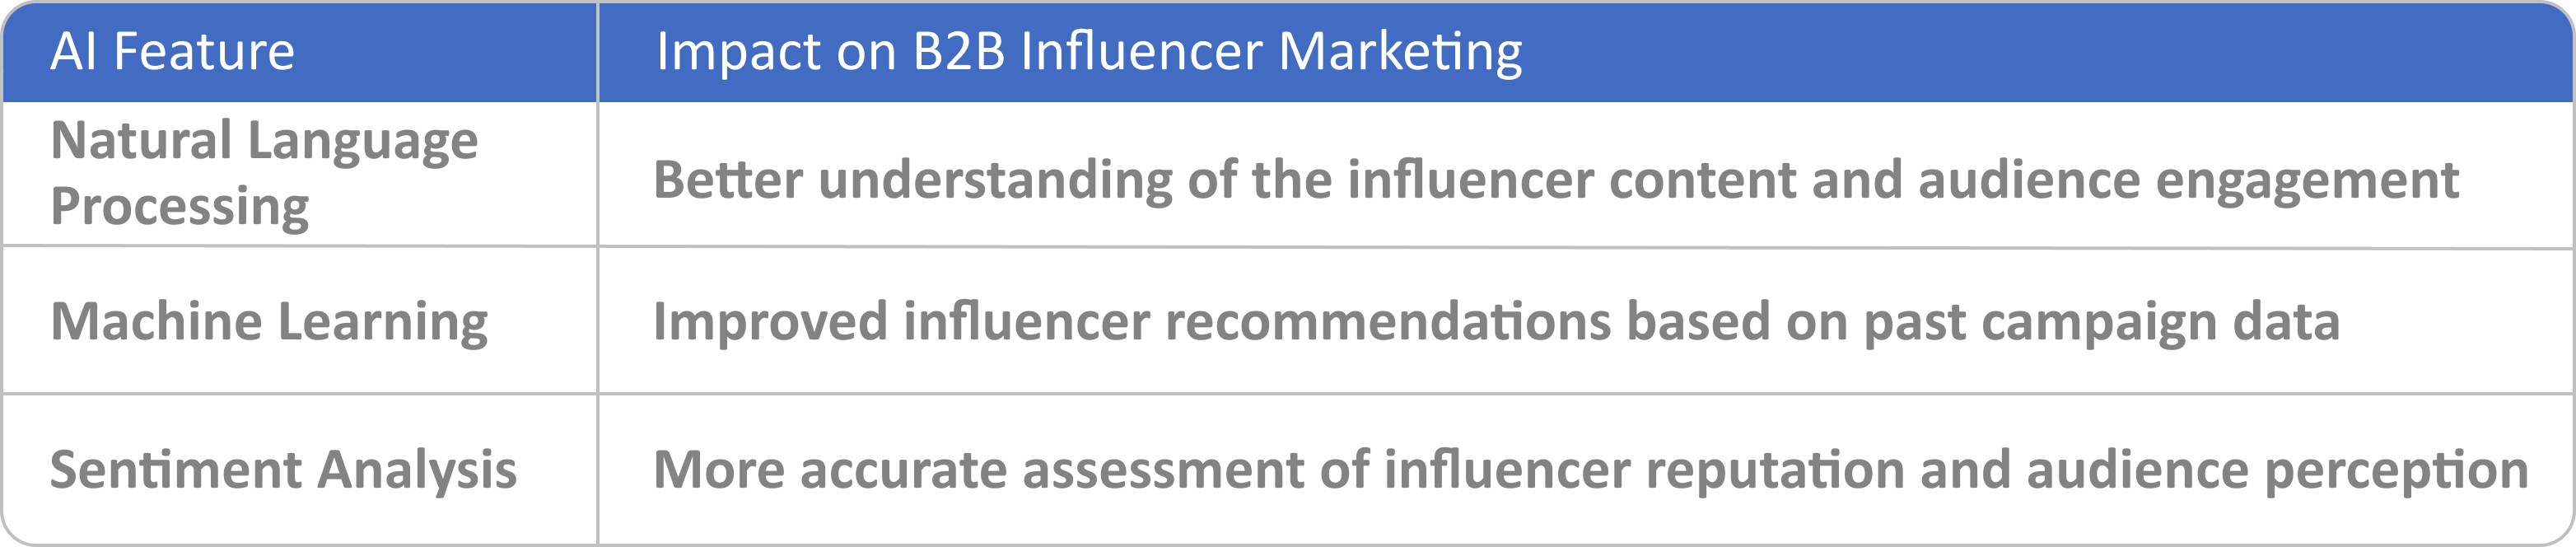 AI Feature
Impact on B2B Influencer Marketing
Natural Language
Processing
Better understanding of the influencer content and audience engagement
Machine Learning
Improved influencer recommendations based on past campaign data
Sentiment Analysis
More accurate assessment of influencer reputation and audience perception